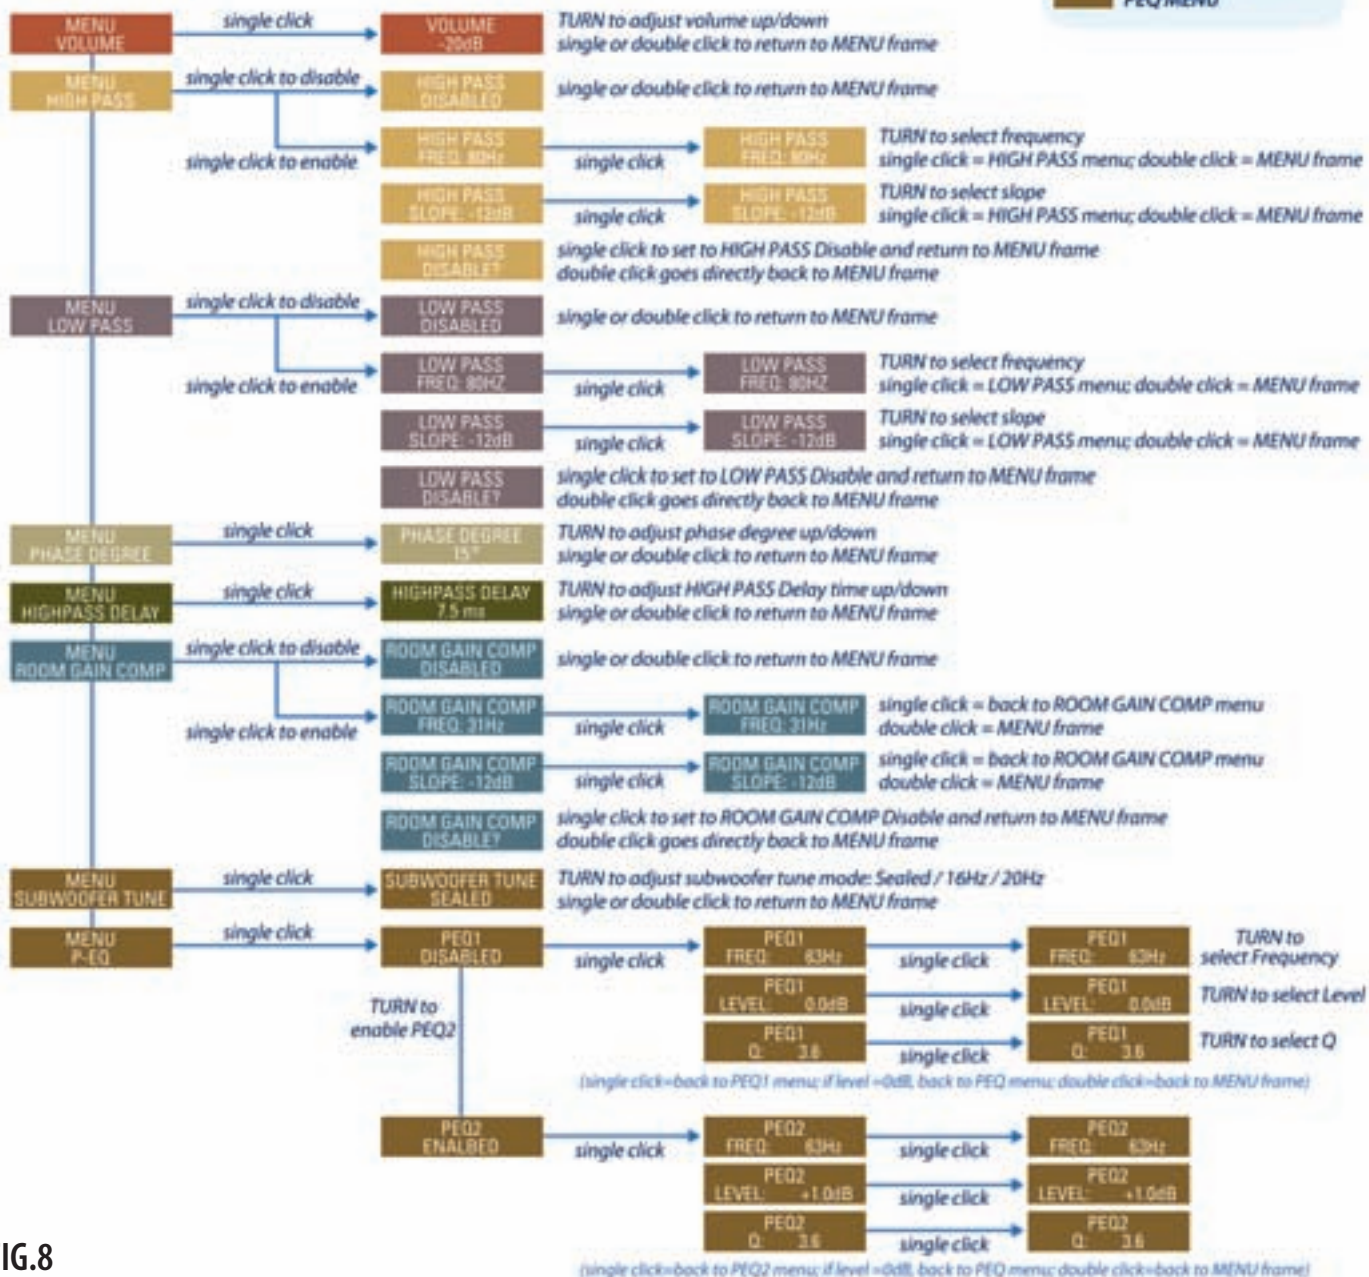 PEQ MENU
MENU
VOLUME
single click
VOLUME
-20dB
TURN to adjust volume up/down
single or double click to return to MENU frame
MENU
HIGH PASS
single click to disable
HIGH PASS
DISABLED
single or double click to return to MENU frame
single click to enable
HIGH PASS
FREQ: 80Hz
single click
HIGH PASS
FREQ: 80Hz
TURN to select frequency
single click = HIGH PASS menu; double click = MENU frame
HIGH PASS
SLOPE: -12dB
single click
HIGH PASS
SLOPE: -12dB
TURN to select slope
single click = HIGH PASS menu; double click = MENU frame
HIGH PASS
DISABLE?
single click to set to HIGH PASS Disable and return to MENU frame
double click goes directly back to MENU frame
MENU
LOW PASS
single click to disable
LOW PASS
DISABLED
single or double click to return to MENU frame
single click to enable
LOW PASS
FREQ: 80HZ
single click
LOW PASS
FREQ: 80HZ
TURN to select frequency
single click = LOW PASS menu; double click = MENU frame
LOW PASS
SLOPE: -12dB
single click
LOW PASS
SLOPE: -12dB
TURN to select slope
single click = LOW PASS menu; double click = MENU frame
LOW PASS
DISABLE?
single click to set to LOW PASS Disable and return to MENU frame
double click goes directly back to MENU frame
MENU
PHASE DEGREE
single click
PHASE DEGREE
15°
TURN to adjust phase degree up/down
single or double click to return to MENU frame
MENU
HIGHPASS DELAY
single click
HIGHPASS DELAY
7.5 ms
TURN to adjust HIGH PASS Delay time up/down
single or double click to return to MENU frame
MENU
ROOM GAIN COMP
single click to disable
ROOM GAIN COMP
DISABLED
single or double click to return to MENU frame
single click to enable
ROOM GAIN COMP
FREQ: 31Hz
single click
ROOM GAIN COMP
FREQ: 31Hz
single click = back to ROOM GAIN COMP menu
double click = MENU frame
ROOM GAIN COMP
SLOPE: -12dB
single click
ROOM GAIN COMP
SLOPE: -12dB
single click = back to ROOM GAIN COMP menu
double click = MENU frame
ROOM GAIN COMP
DISABLE?
single click to set to ROOM GAIN COMP Disable and return to MENU frame
double click goes directly back to MENU frame
MENU
SUBWOOFER TUNE
single click
SUBWOOFER TUNE
SEALED
TURN to adjust subwoofer tune mode: Sealed / 16Hz / 20Hz
single or double click to return to MENU frame
MENU
P-EQ
single click
PEQ1
DISABLED
single click
PEQ1
FREQ: 63Hz
single click
PEQ1
FREQ: 63Hz
TURN to
select Frequency
PEQ1
LEVEL: 0.0dB
single click
PEQ1
LEVEL: 0.0dB
TURN to select Level
PEQ1
Q: 3.6
single click
PEQ1
Q: 3.6
TURN to select Q
(single click=back to PEQ1 menu; if level =0dB, back to PEQ menu; double click=back to MENU frame)
TURN to
enable PEQ2
PEQ2
ENALBED
single click
PEQ2
FREQ: 63Hz
single click
PEQ2
FREQ: 63Hz
PEQ2
LEVEL: +1.0dB
single click
PEQ2
LEVEL: +1.0dB
PEQ2
Q: 3.6
single click
PEQ2
Q: 3.6
(single click=back to PEQ2 menu; if level =0dB, back to PEQ menu; double click=back to MENU frame)
IG.8